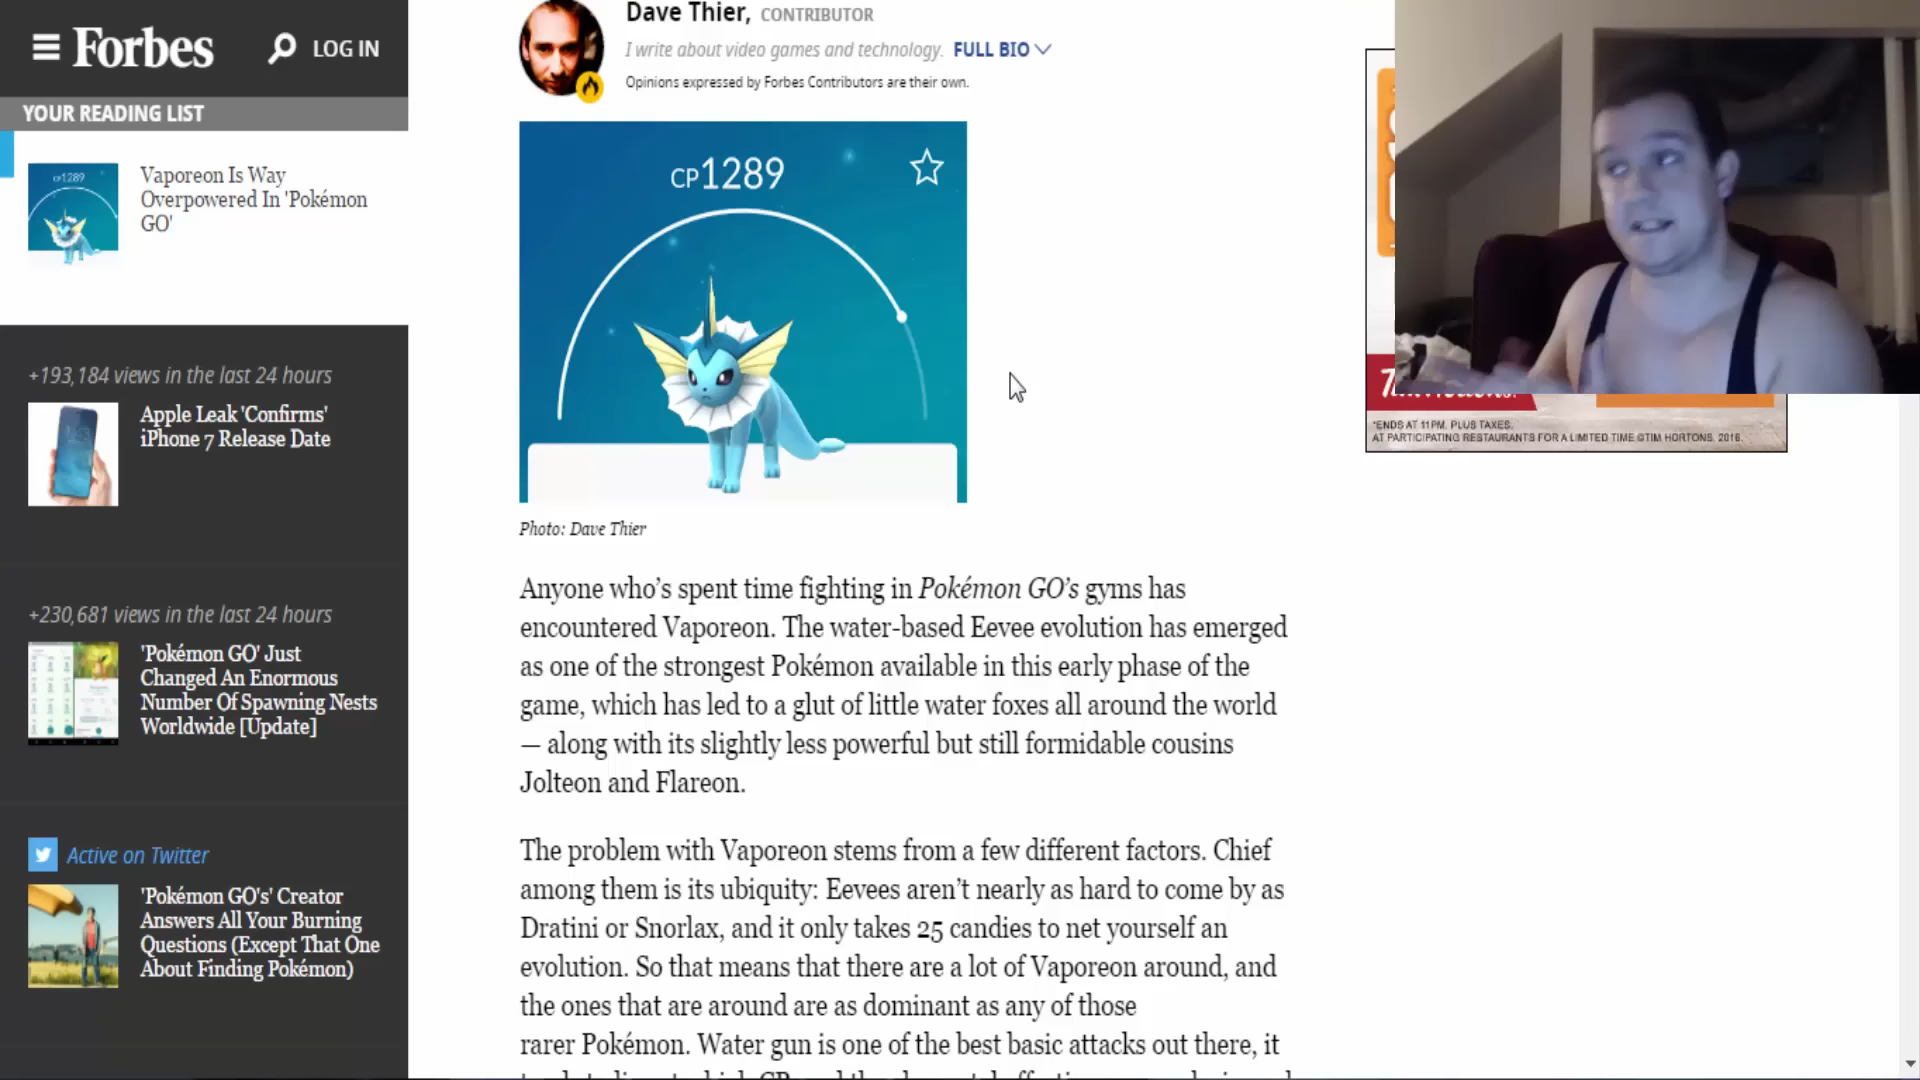 Forbes
LOG IN
YOUR READING LIST
CP1289
Vaporeon Is Way
Overpowered In 'Pokémon
GO'
+193,184 views in the last 24 hours
Apple Leak 'Confirms'
iPhone 7 Release Date
+230,681 views in the last 24 hours
'Pokémon GO' Just
Changed An Enormous
Number Of Spawning Nests
Worldwide [Update]
Active on Twitter
'Pokémon GO's' Creator
Answers All Your Burning
Questions (Except That One
About Finding Pokémon)
Dave Thier, CONTRIBUTOR
I write about video games and technology. FULL BIO
Opinions expressed by Forbes Contributors are their own.
CP1289
Photo: Dave Thier
Anyone who's spent time fighting in Pokémon GO's gyms has
encountered Vaporeon. The water-based Eevee evolution has emerged
as one of the strongest Pokémon available in this early phase of the
game, which has led to a glut of little water foxes all around the world
— along with its slightly less powerful but still formidable cousins
Jolteon and Flareon.
The problem with Vaporeon stems from a few different factors. Chief
among them is its ubiquity: Eevees aren't nearly as hard to come by as
Dratini or Snorlax, and it only takes 25 candies to net yourself an
evolution. So that means that there are a lot of Vaporeon around, and
the ones that are around are as dominant as any of those
rarer Pokémon. Water gun is one of the best basic attacks out there, it
*ENDS AT 11PM. PLUS TAXES.
AT PARTICIPATING RESTAURANTS FOR A LIMITED TIME @TIM HORTONS, 2016.